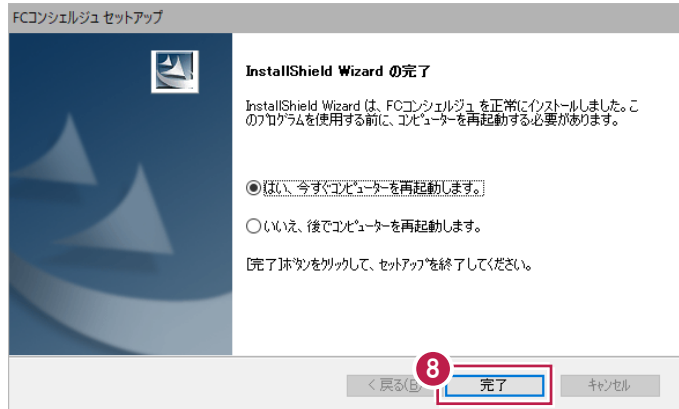 FCコンシェルジュ セットアップ
InstallShield Wizard の完了
InstallShield Wizard は、FCコンシェルジュ を正常にインストールしました。こ
のプログラムを使用する前に、コンピューターを再起動する必要があります。
はい、今すぐコンピューターを再起動します。
いいえ、後でコンピューターを再起動します。
[完了]ボタンをクリックして、セットアップを終了してください。
8
< 戻る(B) 完了 キャンセル